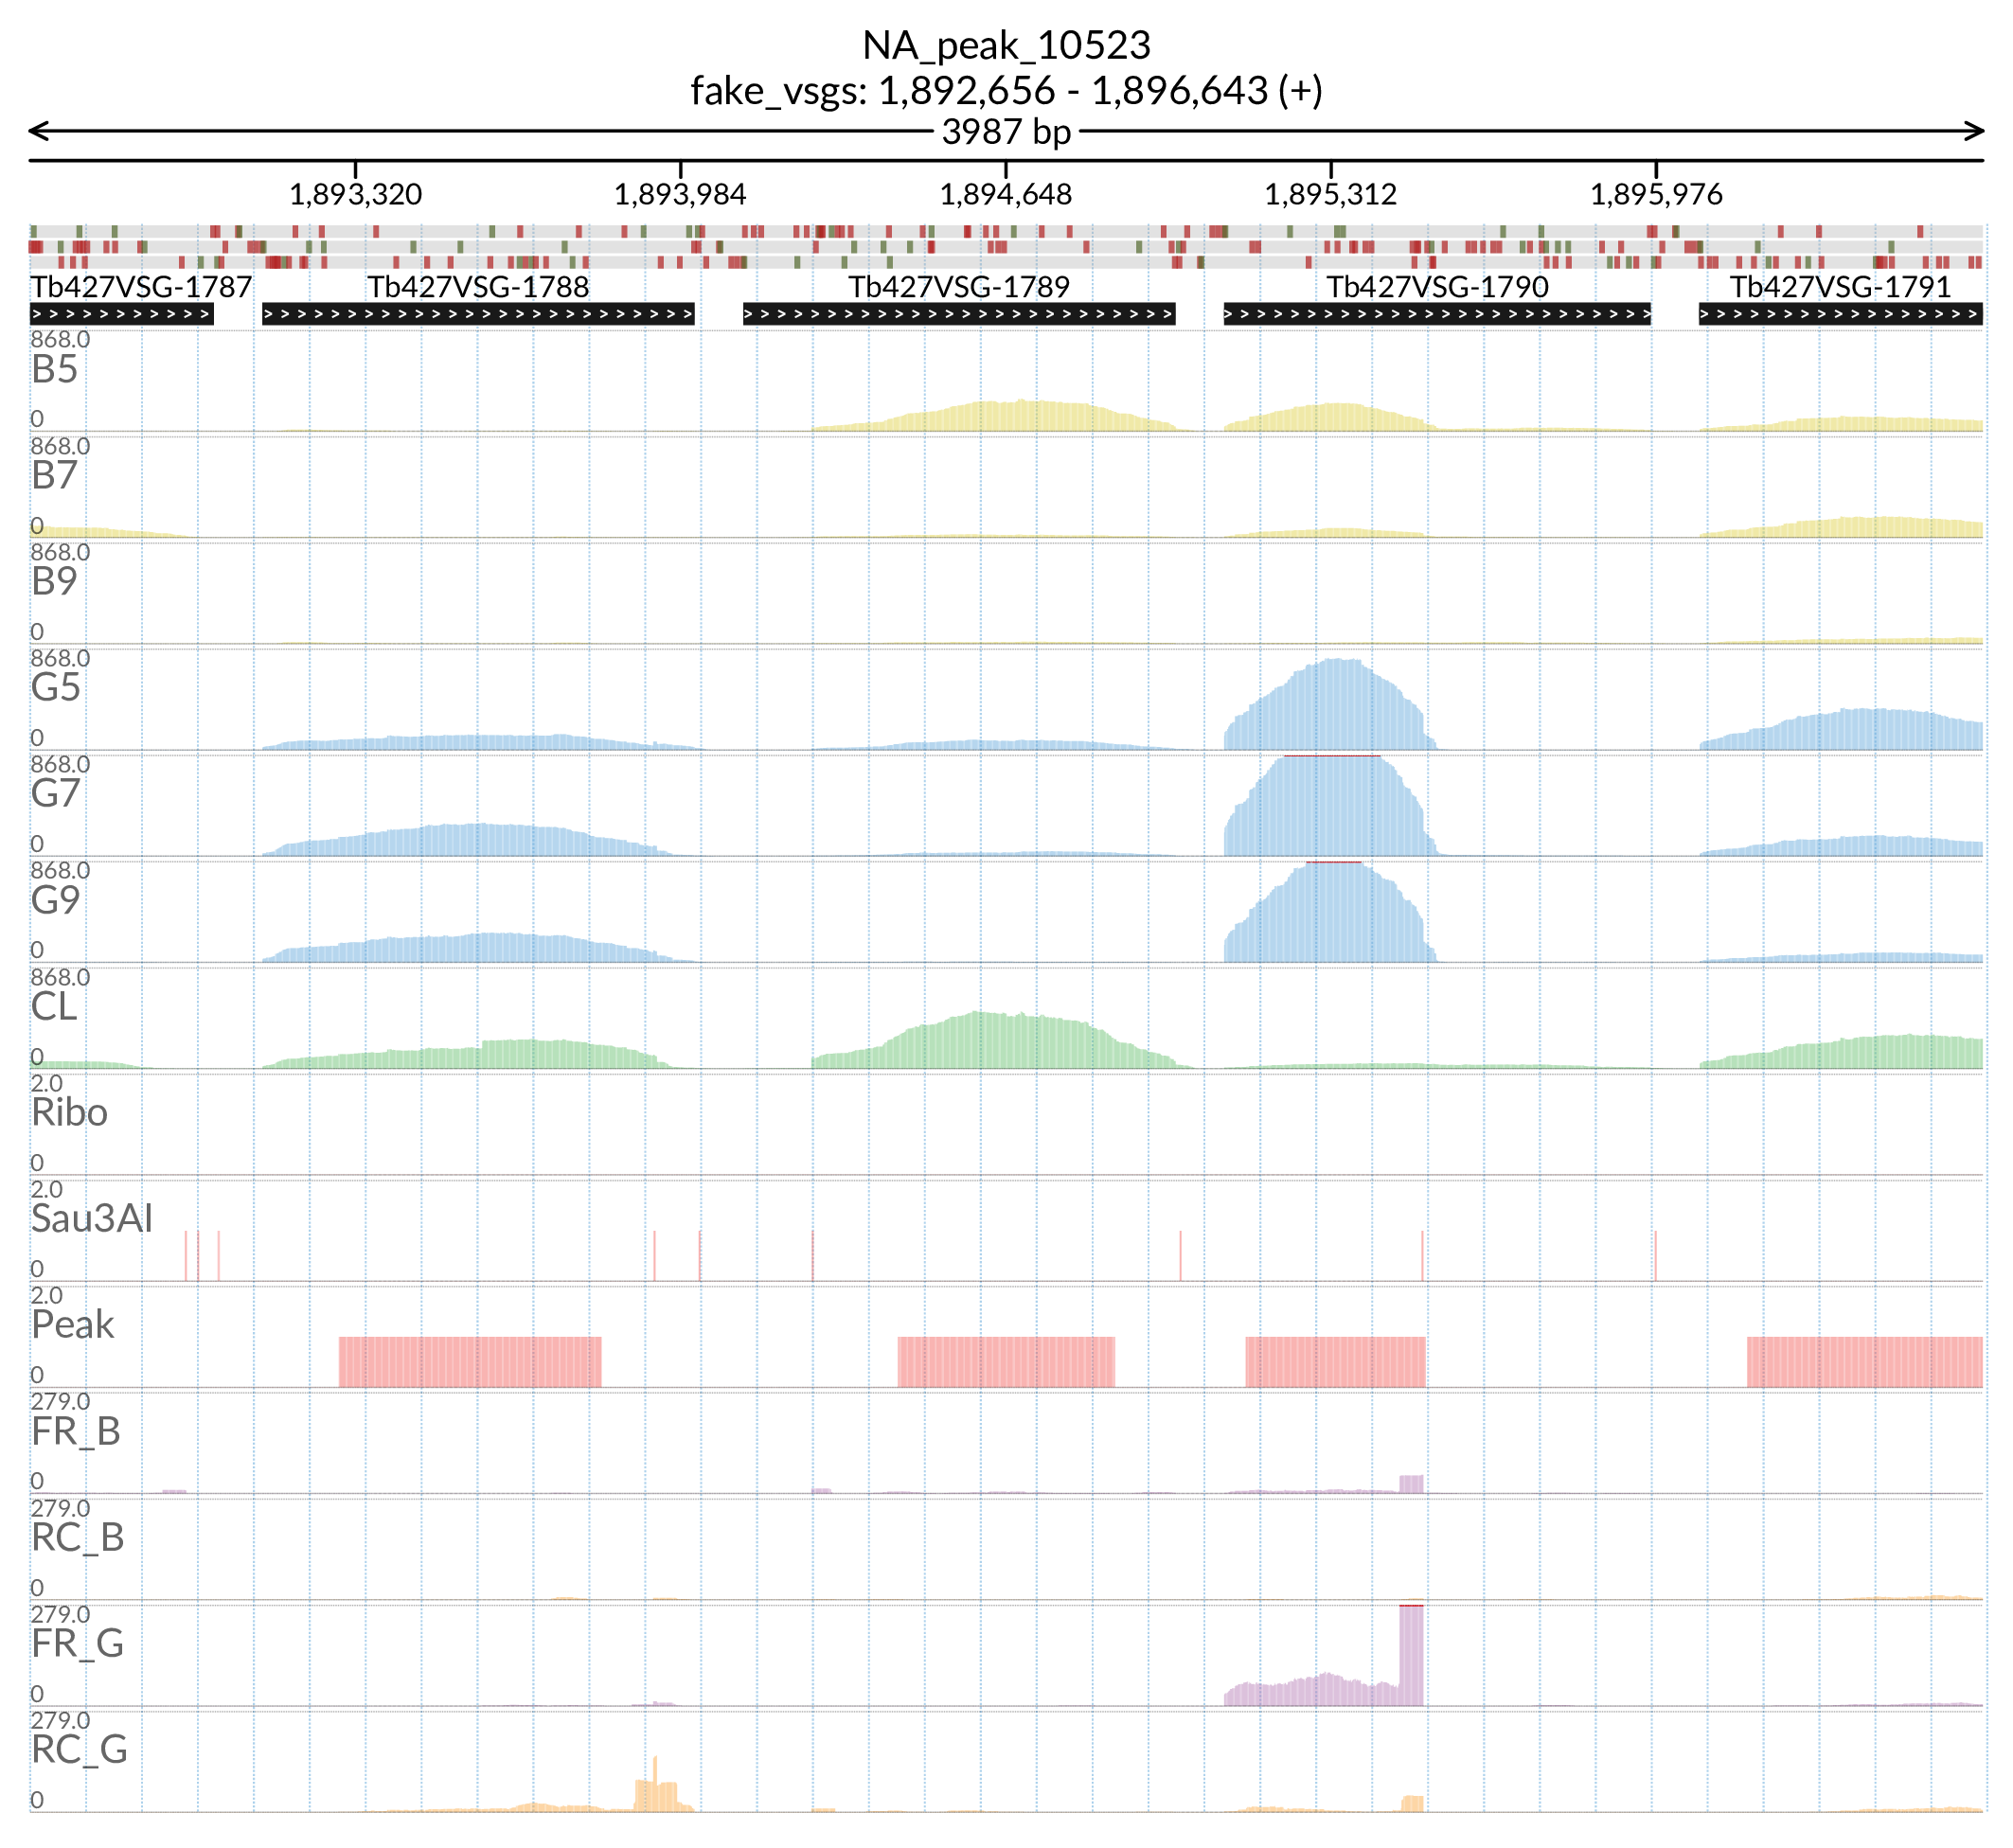 NA_peak_10523
fake_vsgs: 1,892,656 - 1,896,643 (+)
3987 bp
1,893,320 1,893,984 1,894,648 1,895,312 1,895,976
Tb427VSG-1787 Tb427VSG-1788 Tb427VSG-1789 Tb427VSG-1790 Tb427VSG-1791
868.0
B5
0
868.0
B7
0
868.0
B9
0
868.0
G5
0
868.0
G7
0
868.0
G9
0
868.0
CL
0
2.0
Ribo
0
2.0
Sau3AI
0
2.0
Peak
0
279.0
FR_B
0
279.0
RC_B
0
279.0
FR_G
0
279.0
RC_G
0